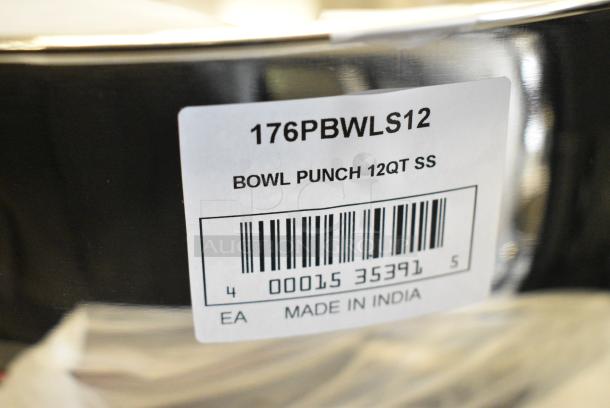 176PBWLS12
BOWL PUNCH 12QT SS
4 00015 35391 5
EA MADE IN INDIA